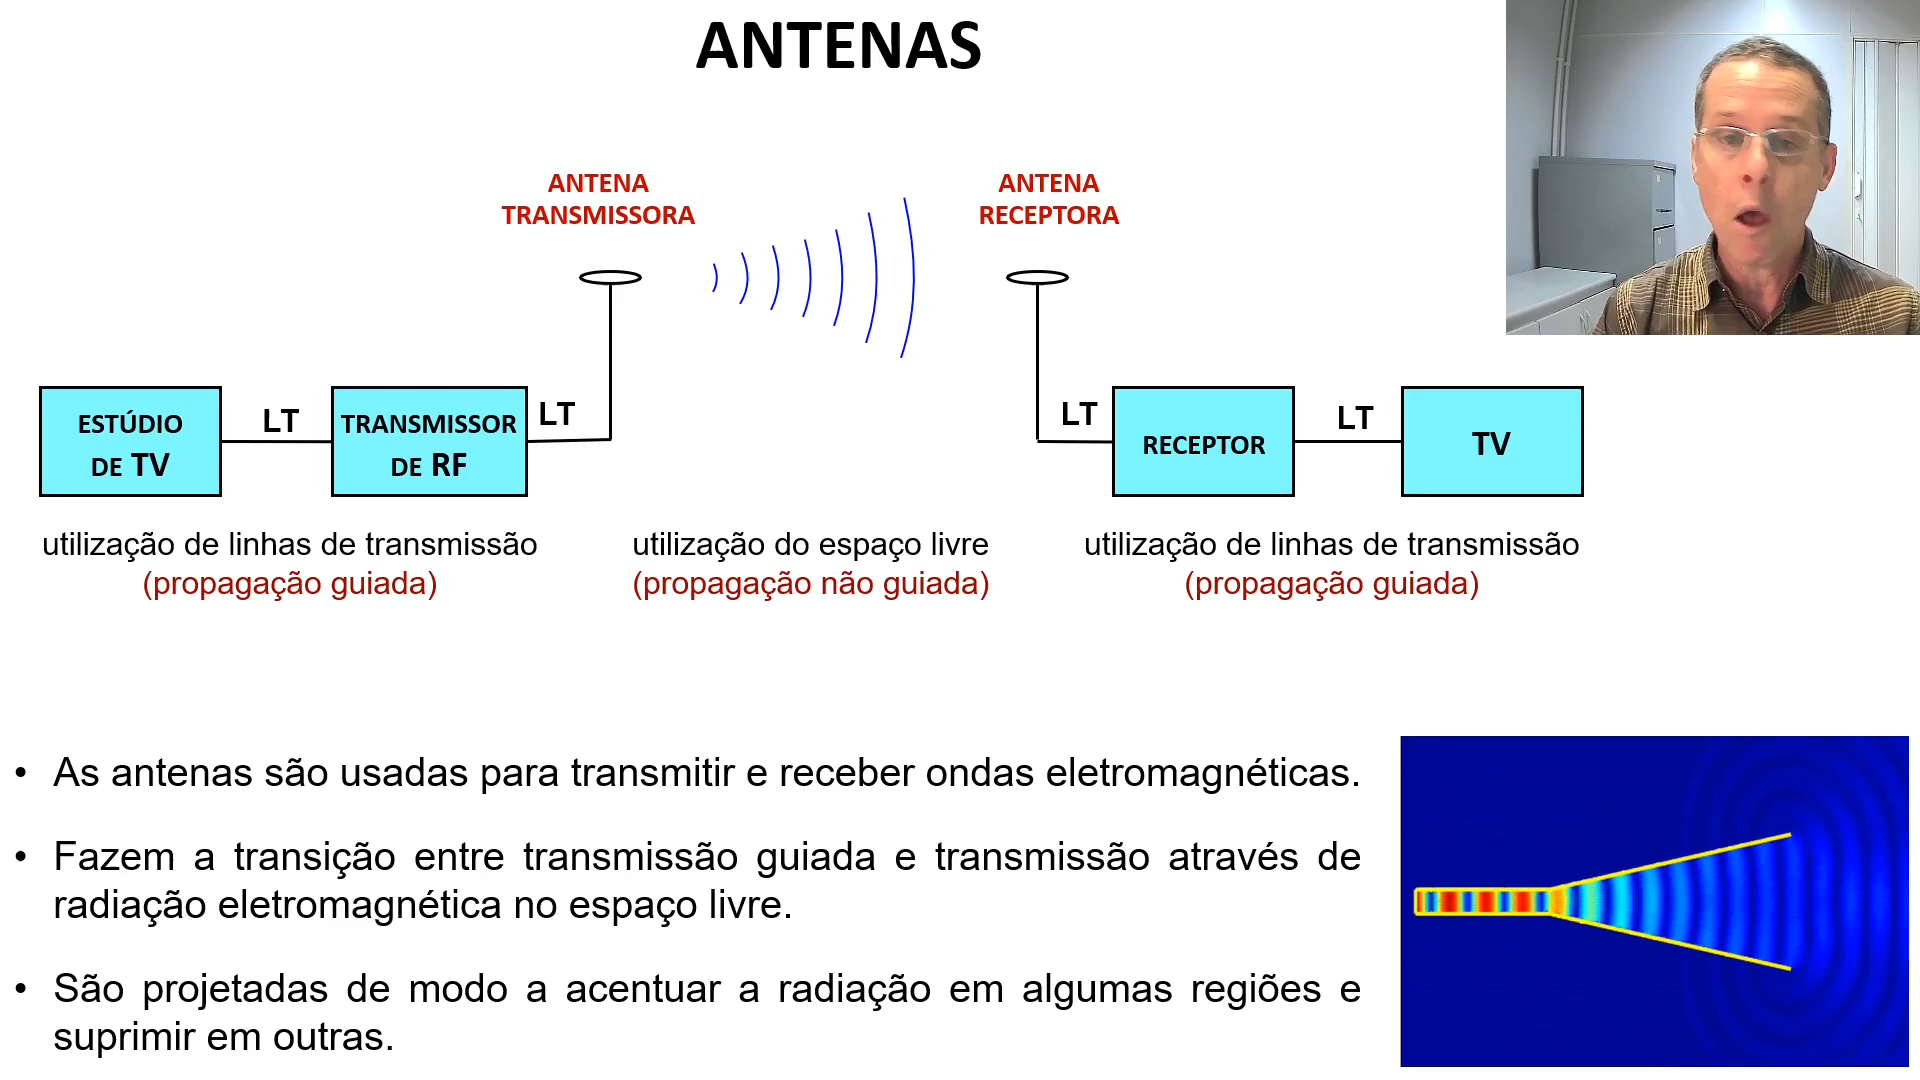 ANTENAS
ANTENA
TRANSMISSORA
ANTENA
RECEPTORA
ESTÚDIO
DE TV
LT
TRANSMISSOR
DE RF
LT
LT
RECEPTOR
LT
TV
utilização de linhas de transmissão
(propagação guiada)
utilização do espaço livre
(propagação não guiada)
utilização de linhas de transmissão
(propagação guiada)
• As antenas são usadas para transmitir e receber ondas eletromagnéticas.
• Fazem a transição entre transmissão guiada e transmissão através de
radiação eletromagnética no espaço livre.
• São projetadas de modo a acentuar a radiação em algumas regiões e
suprimir em outras.